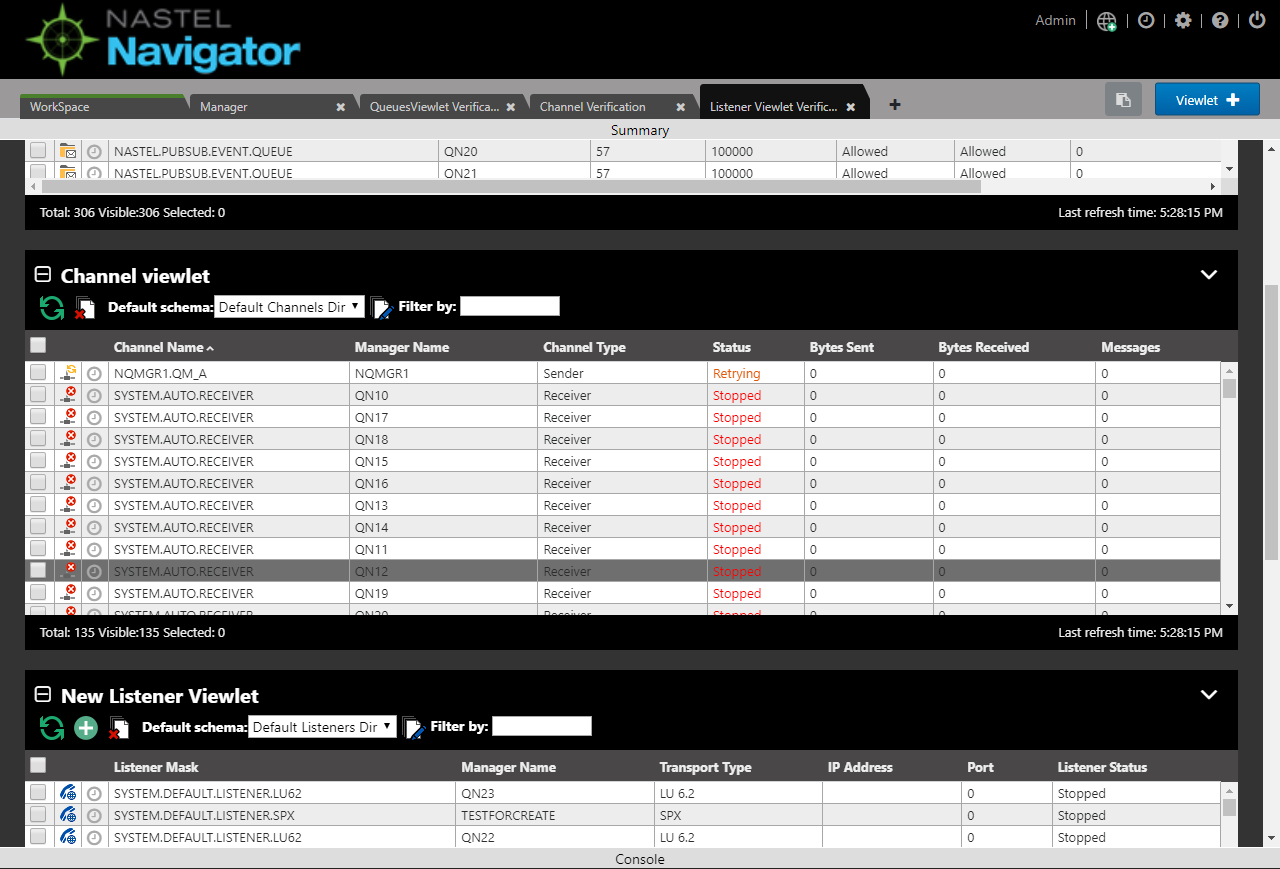 NASTEL
Navigator
Admin
WorkSpace Manager QueuesViewlet Verifica... Channel Verification Listener Viewlet Verific... Viewlet
Summary
NASTEL.PUBSUB.EVENT.QUEUE QN20 57 100000 Allowed Allowed 0
NASTEL.PUBSUB.EVENT.QUEUE QN21 57 100000 Allowed Allowed 0
Total: 306 Visible:306 Selected: 0 Last refresh time: 5:28:15 PM
Channel viewlet
Default schema: Default Channels Dir Filter by:
Channel Name Manager Name Channel Type Status Bytes Sent Bytes Received Messages
NQMGR1.QM_A NQMGR1 Sender Retrying 0 0 0
SYSTEM.AUTO.RECEIVER QN10 Receiver Stopped 0 0 0
SYSTEM.AUTO.RECEIVER QN17 Receiver Stopped 0 0 0
SYSTEM.AUTO.RECEIVER QN18 Receiver Stopped 0 0 0
SYSTEM.AUTO.RECEIVER QN15 Receiver Stopped 0 0 0
SYSTEM.AUTO.RECEIVER QN16 Receiver Stopped 0 0 0
SYSTEM.AUTO.RECEIVER QN13 Receiver Stopped 0 0 0
SYSTEM.AUTO.RECEIVER QN14 Receiver Stopped 0 0 0
SYSTEM.AUTO.RECEIVER QN11 Receiver Stopped 0 0 0
SYSTEM.AUTO.RECEIVER QN12 Receiver Stopped 0 0 0
SYSTEM.AUTO.RECEIVER QN19 Receiver Stopped 0 0 0
SYSTEM.AUTO.RECEIVER QN20 Receiver Stopped 0 0 0
Total: 135 Visible:135 Selected: 0 Last refresh time: 5:28:15 PM
New Listener Viewlet
Default schema: Default Listeners Dir Filter by:
Listener Mask Manager Name Transport Type IP Address Port Listener Status
SYSTEM.DEFAULT.LISTENER.LU62 QN23 LU 6.2 0 Stopped
SYSTEM.DEFAULT.LISTENER.SPX TESTFORCREATE SPX 0 Stopped
SYSTEM.DEFAULT.LISTENER.LU62 QN22 LU 6.2 0 Stopped
Console